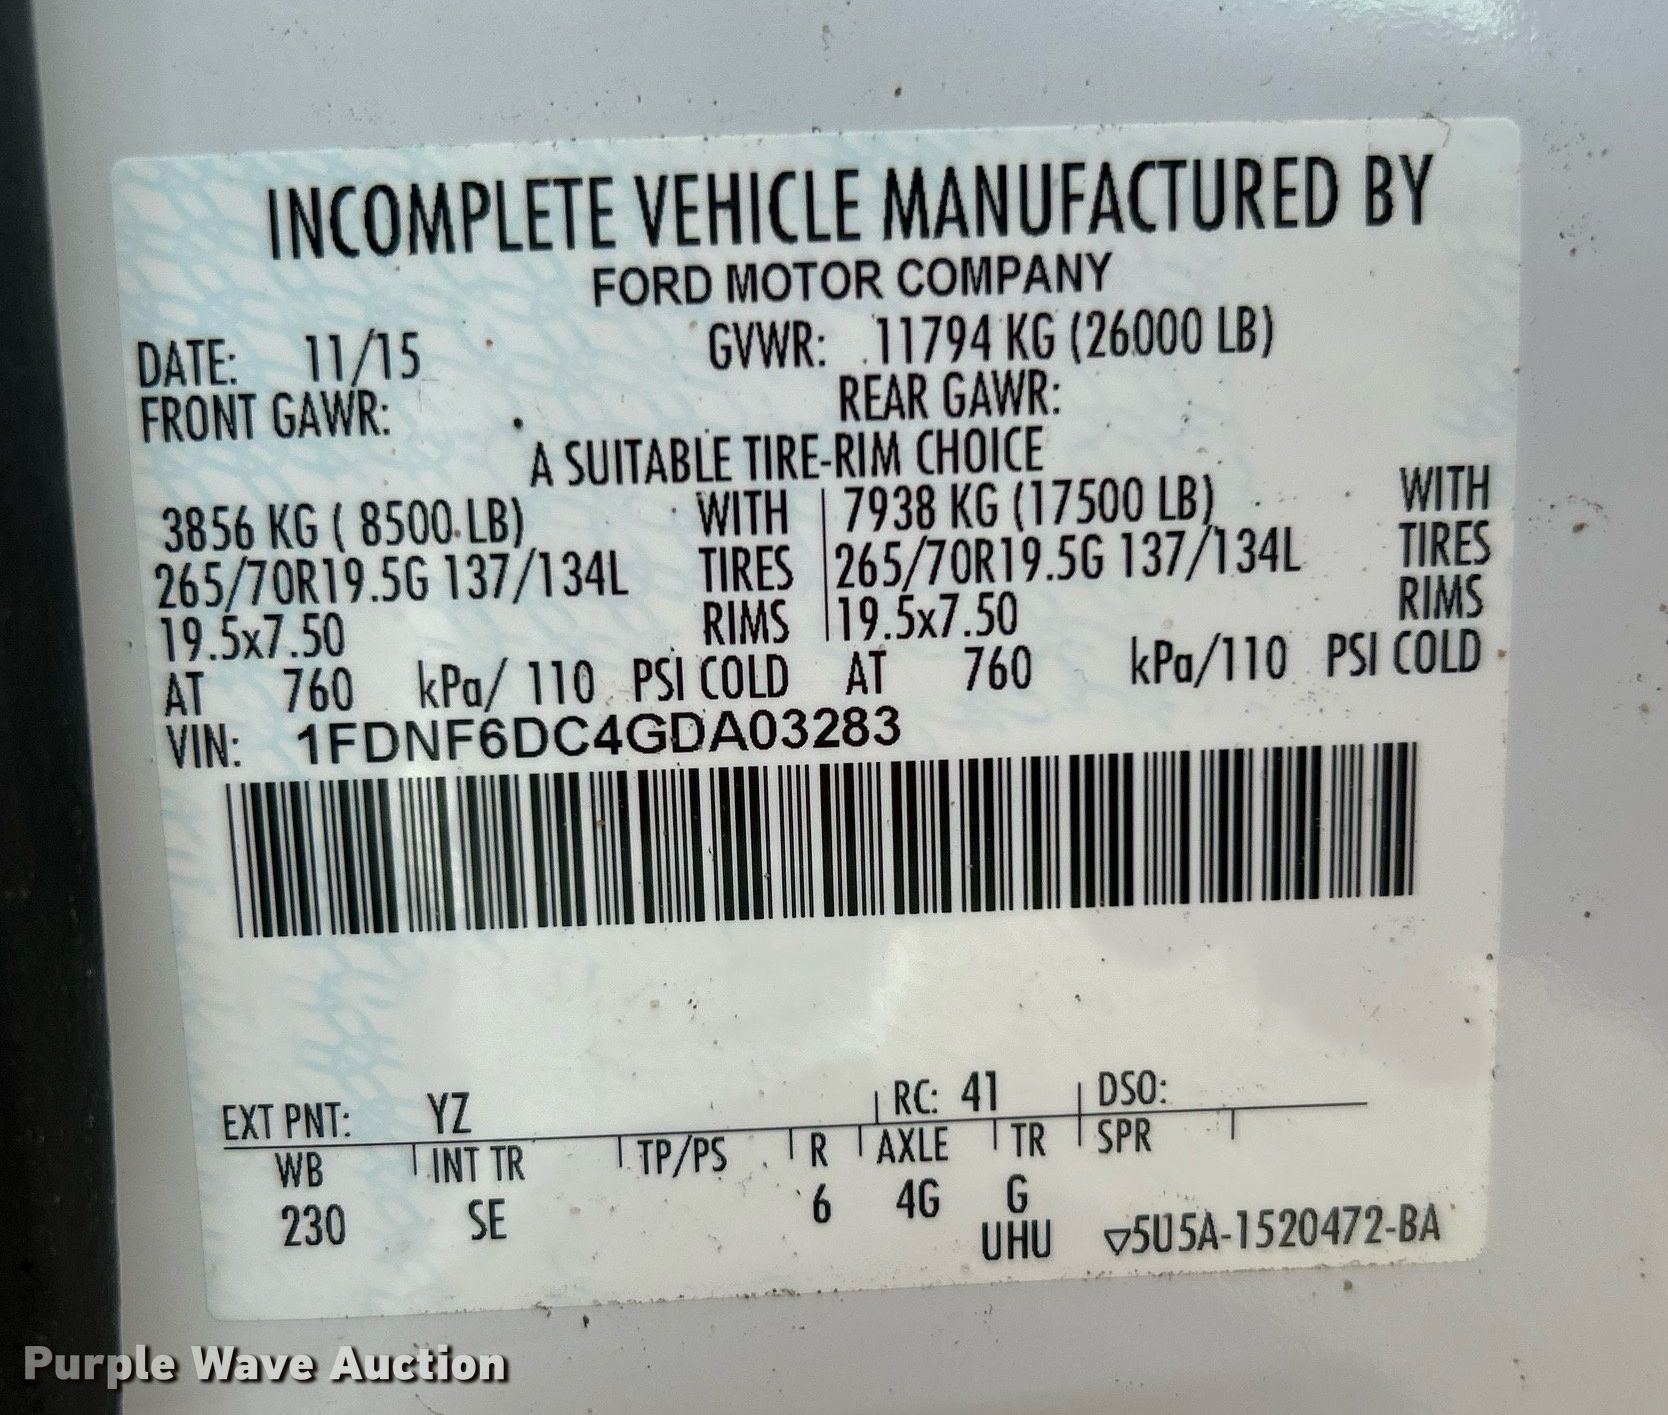 INCOMPLETE VEHICLE MANUFACTURED BY
FORD MOTOR COMPANY
DATE: 11/15 GVWR: 11794 KG (26000 LB)
FRONT GAWR: REAR GAWR:
A SUITABLE TIRE-RIM CHOICE
3856 KG ( 8500 LB) WITH 7938 KG (17500 LB) WITH
265/70R19.5G 137/134L TIRES 265/70R19.5G 137/134L TIRES
19.5x7.50 RIMS 19.5x7.50 RIMS
AT 760 kPa/ 110 PSI COLD AT 760 kPa/110 PSI COLD
VIN: 1FDNF6DC4GDA03283
EXT PNT: YZ RC: 41 DSO:
WB INT TR TP/PS R AXLE TR SPR
230 SE 6 4G G
UHU ▽5U5A-1520472-BA
Purple Wave Auction